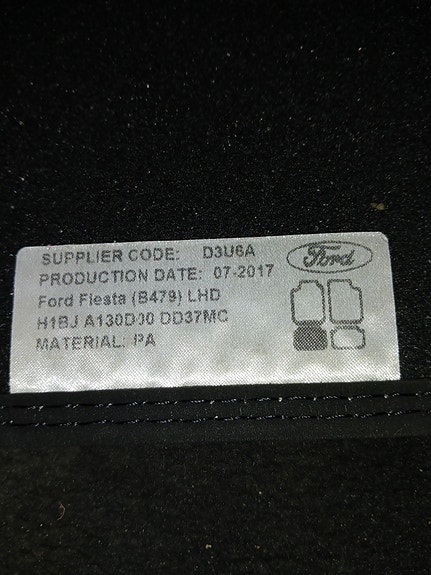 SUPPLIER CODE: D3U6A
PRODUCTION DATE: 07-2017
Ford
Ford Fiesta (B479) LHD
H1BJ A130D00 DD37MC
MATERIAL: PA